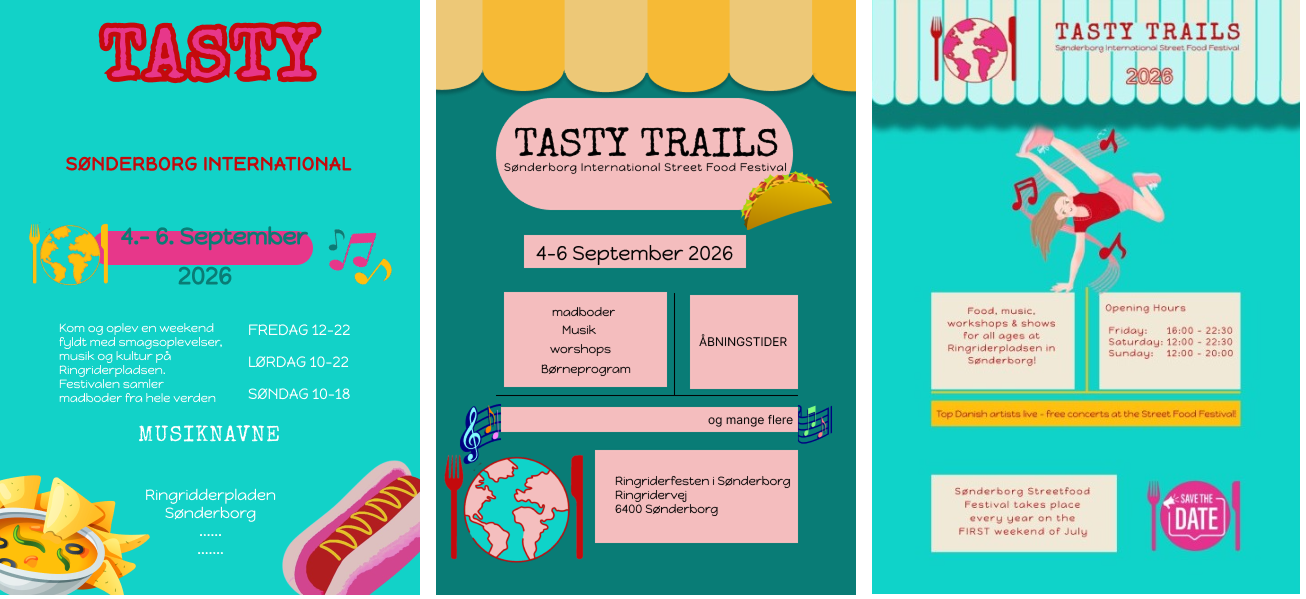 TASTY
SØNDERBORG INTERNATIONAL
4.- 6. September
2026
Kom og oplev en weekend
fyldt med smagsoplevelser,
musik og kultur på
Ringriderpladsen.
Festivalen samler
madboder fra hele verden
FREDAG 12-22
LØRDAG 10-22
SØNDAG 10-18
MUSIKNAVNE
Ringridderpladen
Sønderborg
......
.......
TASTY TRAILS
Sønderborg International Street Food Festival
4-6 September 2026
madboder
Musik
worshops
Børneprogram
ÅBNINGSTIDER
og mange flere
Ringriderfesten i Sønderborg
Ringridervej
6400 Sønderborg
TASTY TRAILS
Sønderborg International Street Food Festival
2026
Food, music,
workshops & shows
for all ages at
Ringriderpladsen in
Sønderborg!
Opening Hours
Friday: 16:00 - 22:30
Saturday: 12:00 - 22:30
Sunday: 12:00 - 20:00
Top Danish artists live - free concerts at the Street Food Festival!
Sønderborg Streetfood
Festival takes place
every year on the
FIRST weekend of July
SAVE THE
DATE